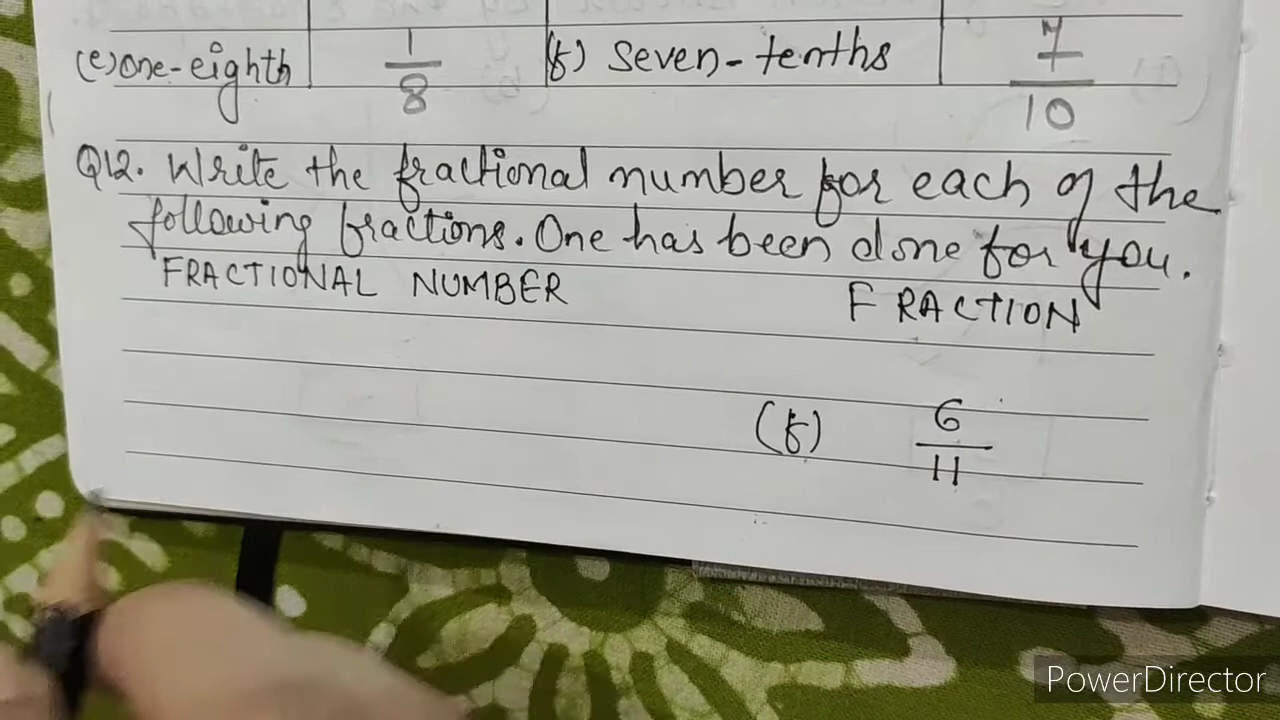 (e) one-eighth 1/8 (f) Seven-tenths 7/10
Q12. Write the fractional number for each of the
following fractions. One has been done for you.
FRACTIONAL NUMBER FRACTION
(f) 6/11
PowerDirector